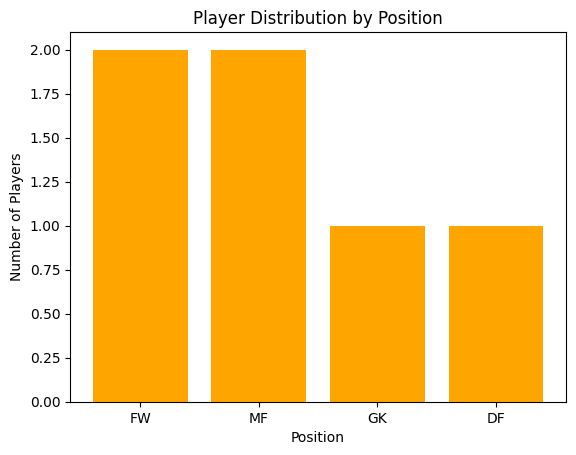 Player Distribution by Position
Number of Players
2.00
1.75
1.50
1.25
1.00
0.75
0.50
0.25
0.00
FW MF GK DF
Position